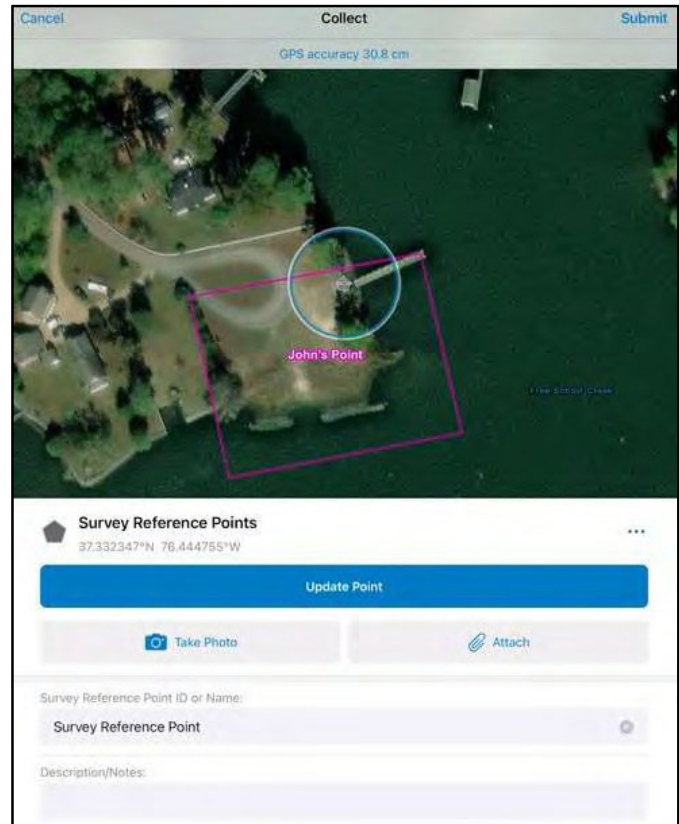 Cancel Collect Submit
GPS accuracy 30.8 cm
John's Point
Free School Creek
Survey Reference Points
37.332347°N 76.444755°W
Update Point
Take Photo Attach
Survey Reference Point ID or Name:
Survey Reference Point
Description/Notes: